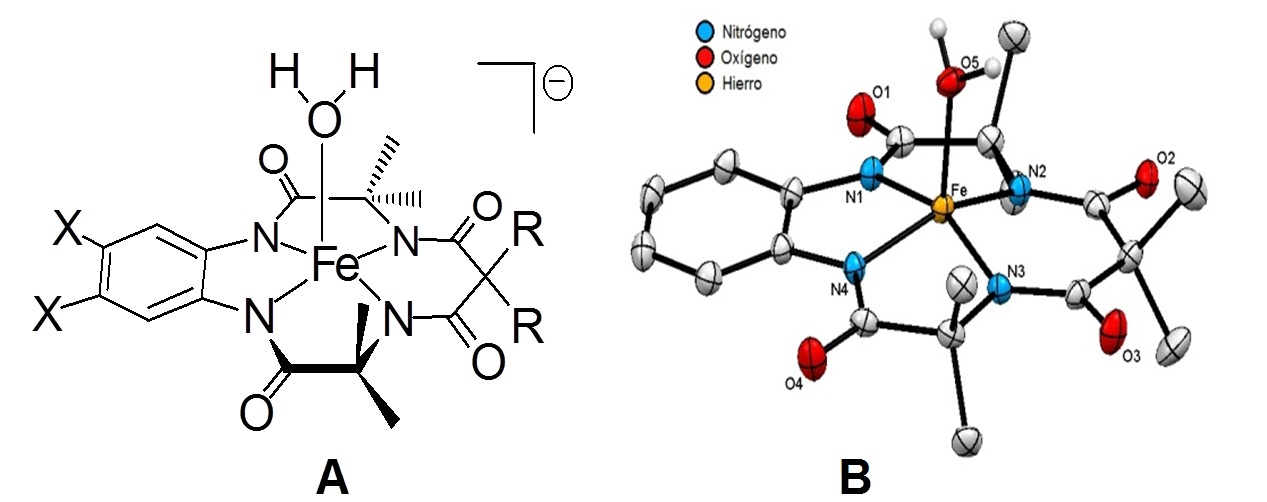 H H
O
−
O
X
N
N
O
R
Fe
X
N
N
R
O
O
A
Nitrógeno
Oxígeno
Hierro
O5
O1
N1
Fe
N2
O2
N4
N3
O4
O3
B